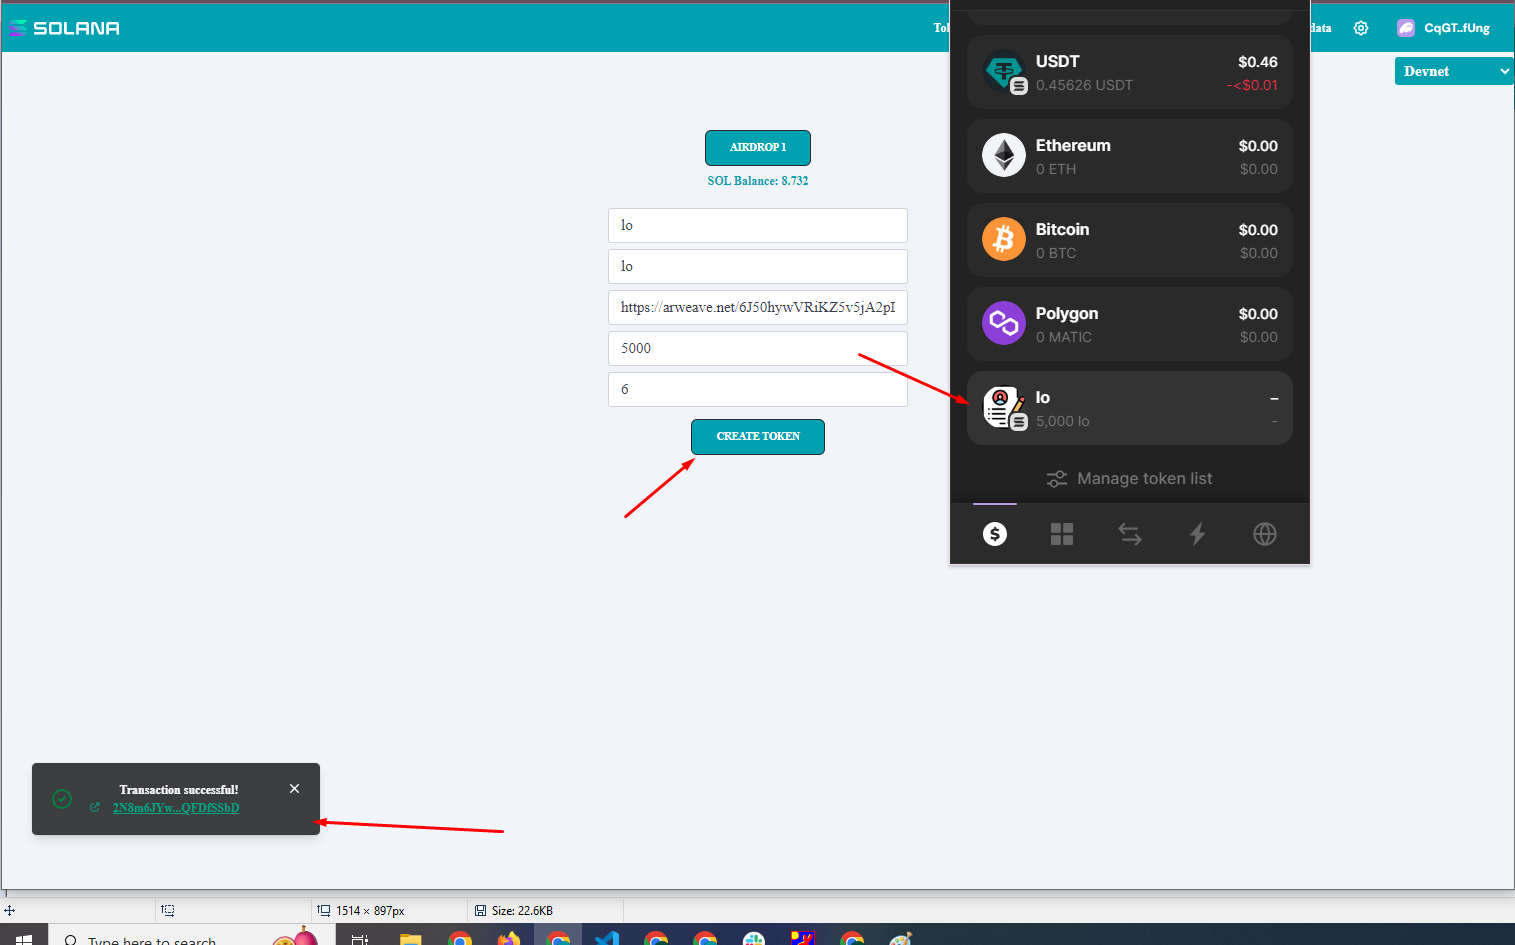 SOLANA
Tol
data
CqGT..fUng
Devnet
AIRDROP 1
SOL Balance: 8.732
lo
lo
https://arweave.net/6J50hywVRiKZ5v5jA2pI
5000
6
CREATE TOKEN
USDT
$0.46
0.45626 USDT
-<$0.01
Ethereum
$0.00
0 ETH
$0.00
Bitcoin
$0.00
0 BTC
$0.00
Polygon
$0.00
0 MATIC
$0.00
lo
–
5,000 lo
-
Manage token list
Transaction successful!
2N8m6JYw...QFDfSSbD
1514 × 897px
Size: 22.6KB
Type here to search